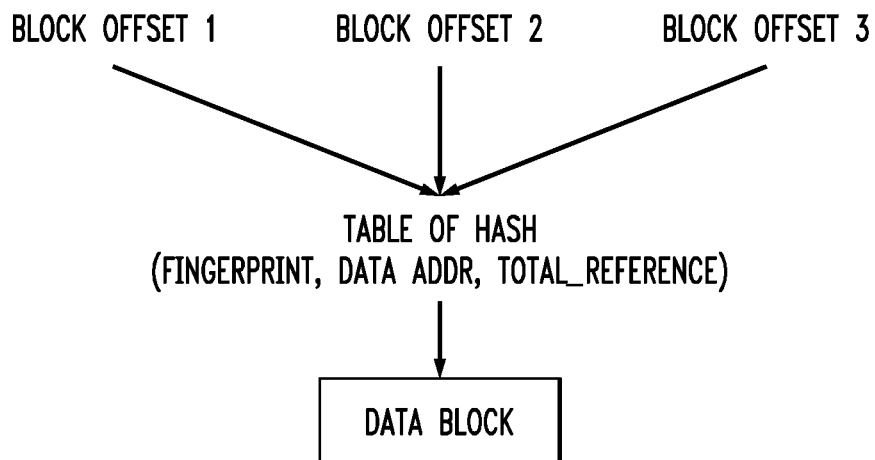 BLOCK OFFSET 1 BLOCK OFFSET 2 BLOCK OFFSET 3
TABLE OF HASH
(FINGERPRINT, DATA ADDR, TOTAL_REFERENCE)
DATA BLOCK